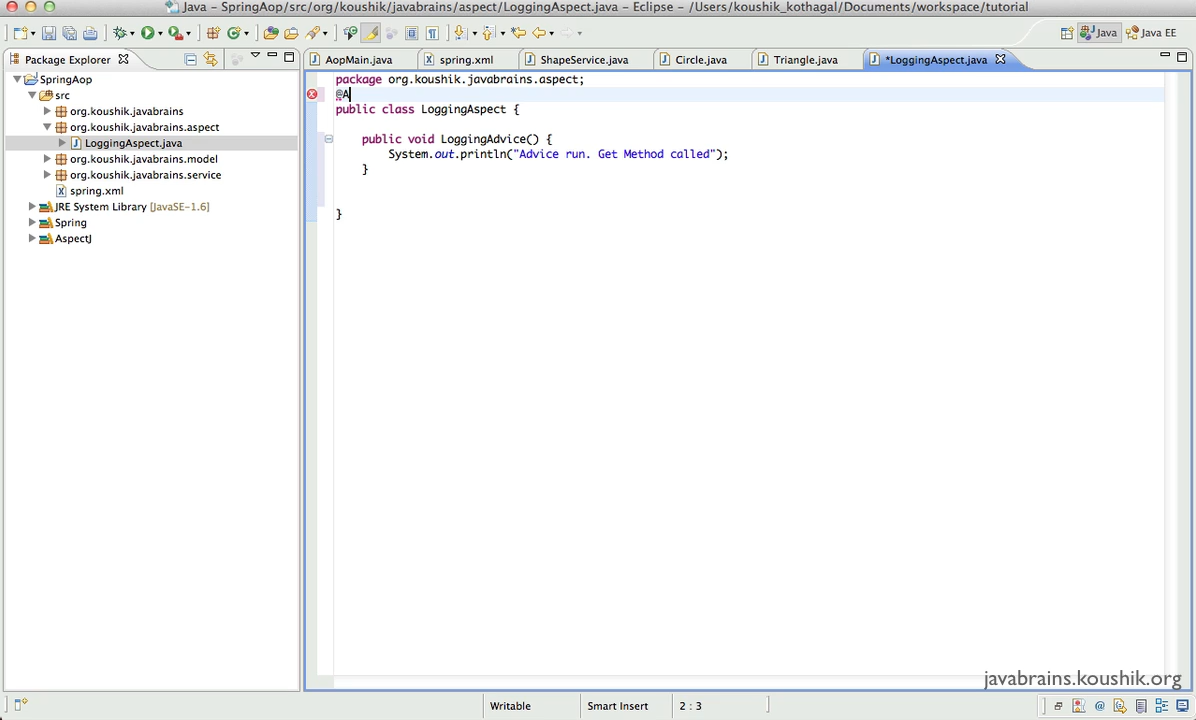 Java – SpringAop/src/org/koushik/javabrains/aspect/LoggingAspect.java – Eclipse – /Users/koushik_kothagal/Documents/workspace/tutorial
Java
Java EE
Package Explorer
AopMain.java
spring.xml
ShapeService.java
Circle.java
Triangle.java
*LoggingAspect.java
SpringAop
src
org.koushik.javabrains
org.koushik.javabrains.aspect
LoggingAspect.java
org.koushik.javabrains.model
org.koushik.javabrains.service
spring.xml
JRE System Library [JavaSE-1.6]
Spring
AspectJ
package org.koushik.javabrains.aspect;
@A
public class LoggingAspect {
public void LoggingAdvice() {
System.out.println("Advice run. Get Method called");
}
}
javabrains.koushik.org
Writable
Smart Insert
2 : 3